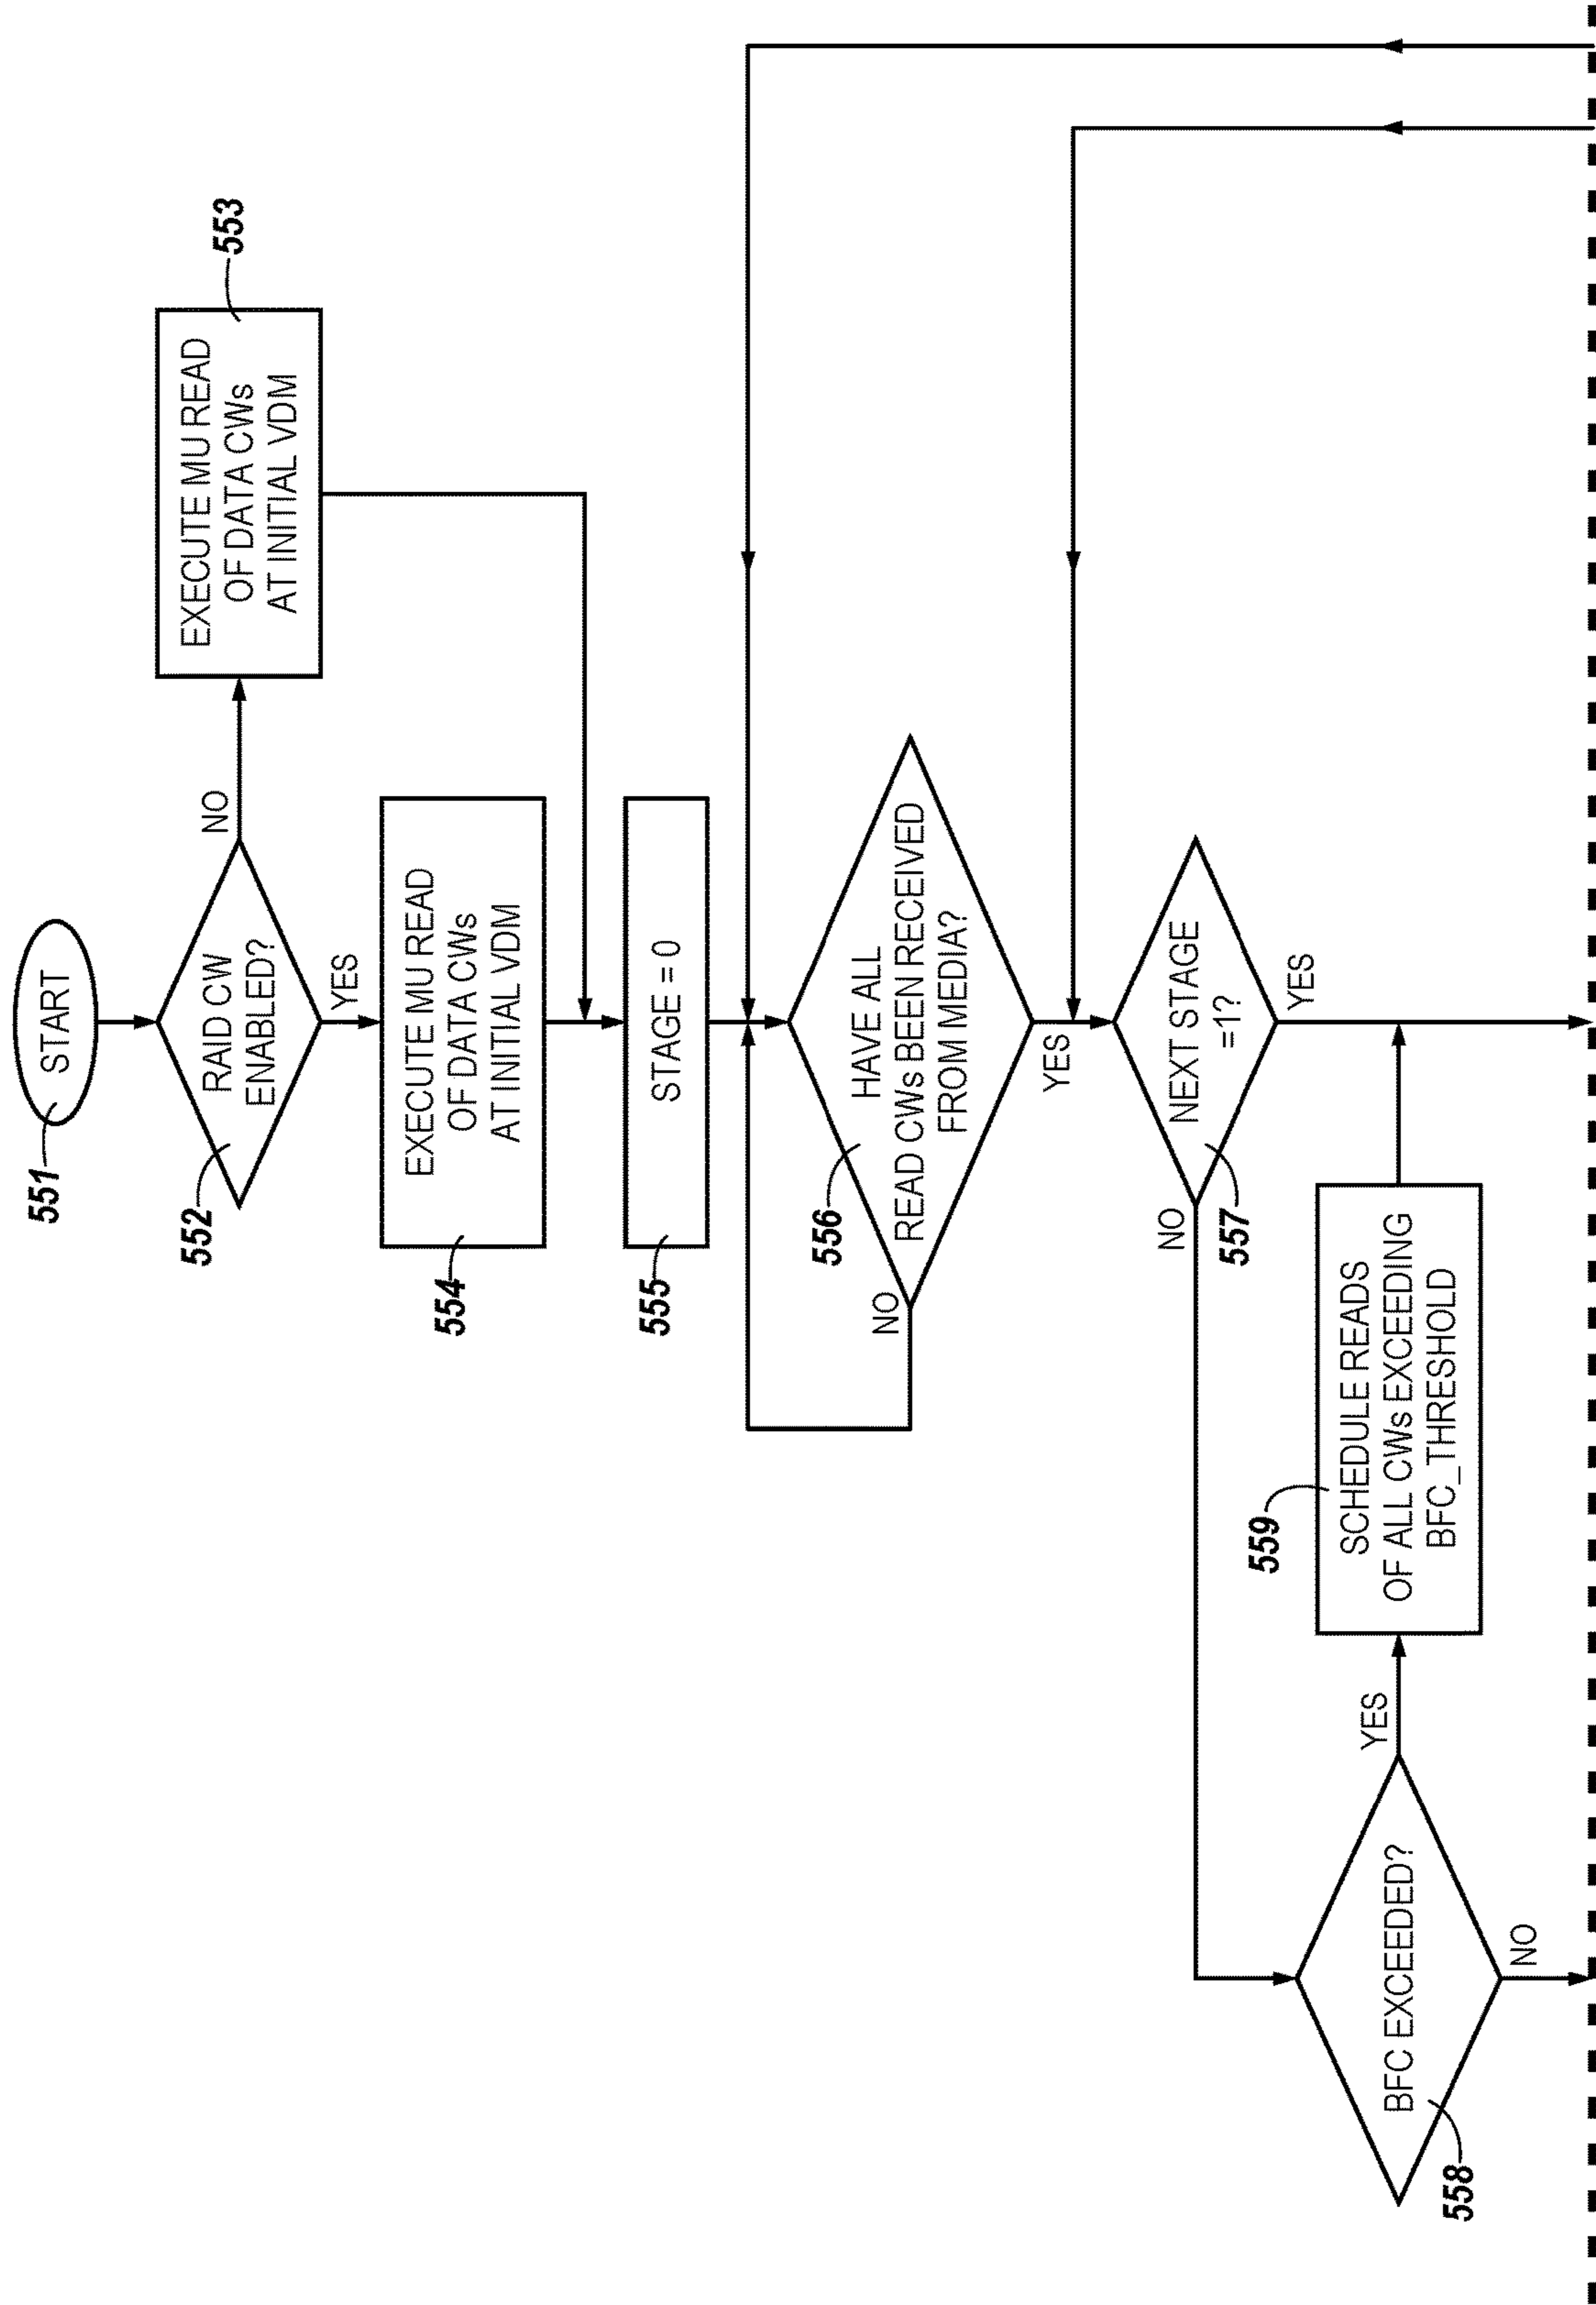 551
START
552
RAID CW
ENABLED?
NO
YES
553
EXECUTE MU READ
OF DATA CWs
AT INITIAL VDM
554
EXECUTE MU READ
OF DATA CWs
AT INITIAL VDM
555
STAGE = 0
556
HAVE ALL
READ CWs BEEN RECEIVED
FROM MEDIA?
NO
YES
557
NEXT STAGE
=1?
NO
YES
558
BFC EXCEEDED?
YES
NO
559
SCHEDULE READS
OF ALL CWs EXCEEDING
BFC_THRESHOLD